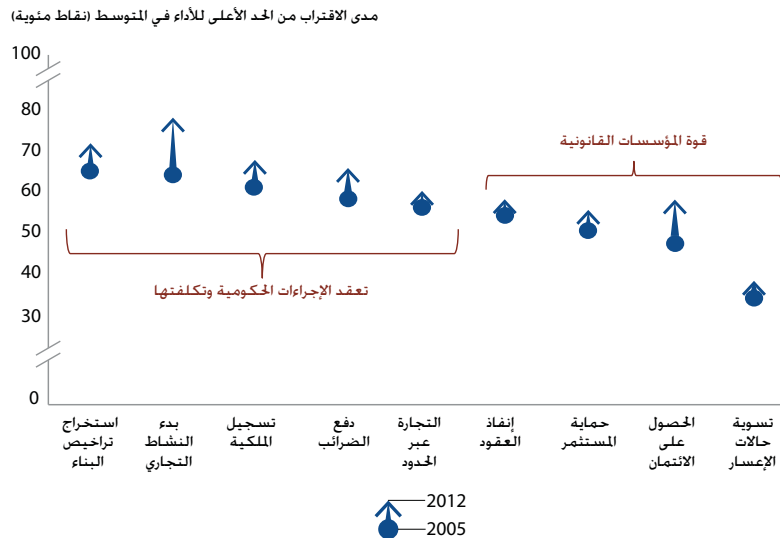 مدى الاقتراب من الحد الأعلى للأداء في المتوسط (نقاط مئوية)
100
80
70
60
50
40
30
0
قوة المؤسسات القانونية
تعقد الإجراءات الحكومية وتكلفتها
استخراج
تراخيص
البناء
بدء
النشاط
التجاري
تسجيل
الملكية
دفع
الضرائب
التجارة
عبر
الحدود
إنفاذ
العقود
حماية
المستثمر
الحصول
على
الائتمان
تسوية
حالات
الإعسار
2012
2005